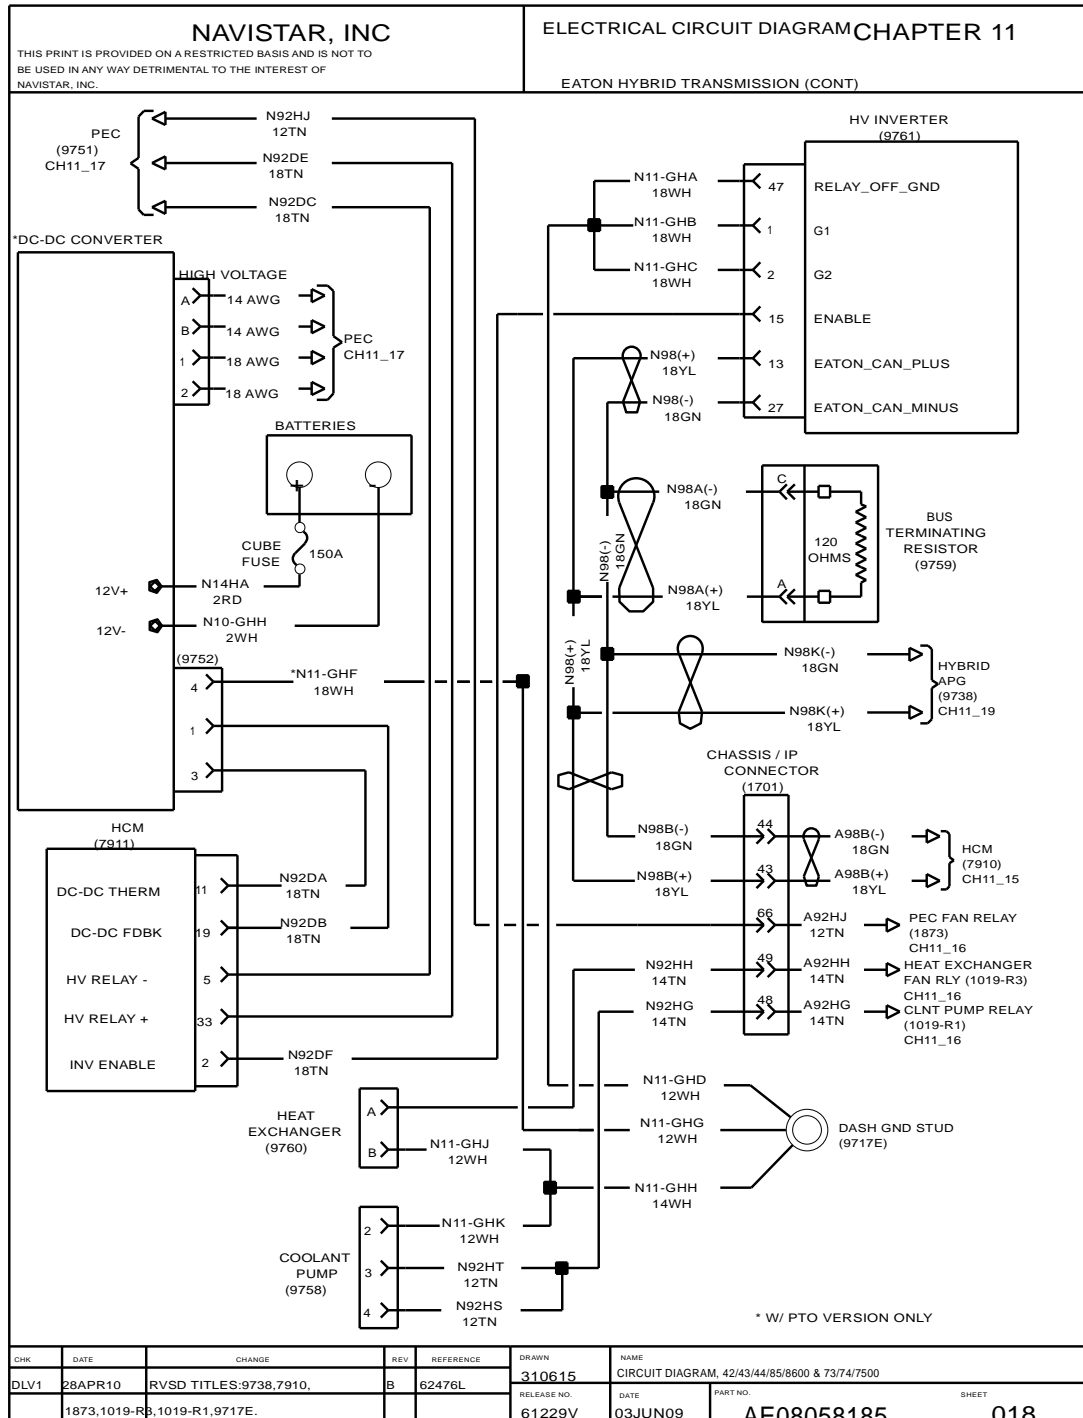 NAVISTAR, INC
THIS PRINT IS PROVIDED ON A RESTRICTED BASIS AND IS NOT TO
BE USED IN ANY WAY DETRIMENTAL TO THE INTEREST OF
NAVISTAR, INC.
ELECTRICAL CIRCUIT DIAGRAM CHAPTER 11
EATON HYBRID TRANSMISSION (CONT)
PEC
(9751)
CH11_17
N92HJ
12TN
N92DE
18TN
N92DC
18TN
*DC-DC CONVERTER
HIGH VOLTAGE
A 14 AWG
B 14 AWG
1 18 AWG
2 18 AWG
PEC
CH11_17
BATTERIES
+ -
CUBE
FUSE
150A
12V+
N14HA
2RD
12V-
N10-GHH
2WH
(9752)
4
*N11-GHF
18WH
1
3
HCM
(7911)
DC-DC THERM
11
N92DA
18TN
DC-DC FDBK
19
N92DB
18TN
HV RELAY -
5
HV RELAY +
33
INV ENABLE
2
N92DF
18TN
HV INVERTER
(9761)
N11-GHA
18WH
47 RELAY_OFF_GND
N11-GHB
18WH
1 G1
N11-GHC
18WH
2 G2
15 ENABLE
N98(+)
18YL
13 EATON_CAN_PLUS
N98(-)
18GN
27 EATON_CAN_MINUS
N98A(-)
18GN
C
120
OHMS
BUS
TERMINATING
RESISTOR
(9759)
N98(-)
18GN
N98A(+)
18YL
A
N98(+)
18YL
N98K(-)
18GN
N98K(+)
18YL
HYBRID
APG
(9738)
CH11_19
CHASSIS / IP
CONNECTOR
(1701)
N98B(-)
18GN
44
A98B(-)
18GN
N98B(+)
18YL
43
A98B(+)
18YL
HCM
(7910)
CH11_15
66
A92HJ
12TN
PEC FAN RELAY
(1873)
CH11_16
N92HH
14TN
49
A92HH
14TN
HEAT EXCHANGER
FAN RLY (1019-R3)
CH11_16
N92HG
14TN
48
A92HG
14TN
CLNT PUMP RELAY
(1019-R1)
CH11_16
HEAT
EXCHANGER
(9760)
A
B
N11-GHJ
12WH
N11-GHD
12WH
N11-GHG
12WH
N11-GHH
14WH
DASH GND STUD
(9717E)
COOLANT
PUMP
(9758)
2
N11-GHK
12WH
3
N92HT
12TN
4
N92HS
12TN
* W/ PTO VERSION ONLY
CHK DATE CHANGE REV REFERENCE
DLV1 28APR10 RVSD TITLES:9738,7910, B 62476L
1873,1019-R3,1019-R1,9717E.
DRAWN
310615
NAME
CIRCUIT DIAGRAM, 42/43/44/85/8600 & 73/74/7500
RELEASE NO.
61229V
DATE
03JUN09
PART NO.
AE08058185
SHEET
018